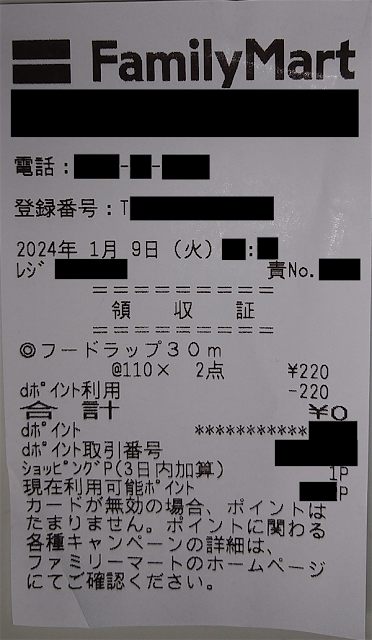 FamilyMart
電話：
登録番号：T
2024年 1月 9日（火） :
ﾚｼﾞ 責No.
=========
領 収 証
=========
◎フードラップ30m
@110× 2点 ¥220
dﾎﾟｲﾝﾄ利用 -220
合 計 ¥0
dﾎﾟｲﾝﾄ ***********
dﾎﾟｲﾝﾄ取引番号
ｼｮｯﾋﾟﾝｸﾞP(3日内加算) 1P
現在利用可能ﾎﾟｲﾝﾄ P
カードが無効の場合、ポイントは
たまりません。ポイントに関わる
各種キャンペーンの詳細は、
ファミリーマートのホームページ
にてご確認ください。